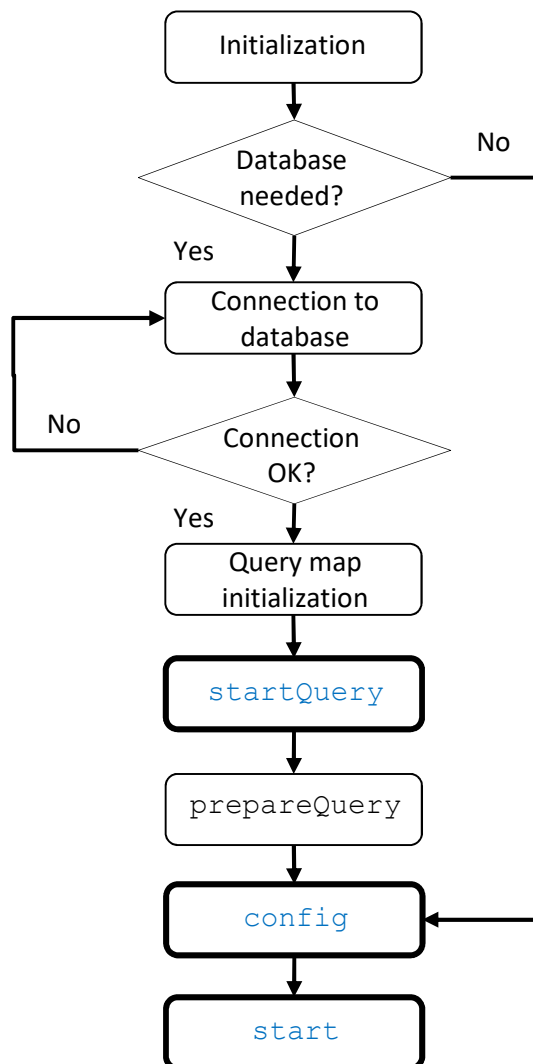 Initialization
Database
needed?
No
Yes
Connection to
database
No
Connection
OK?
Yes
Query map
initialization
startQuery
prepareQuery
config
start